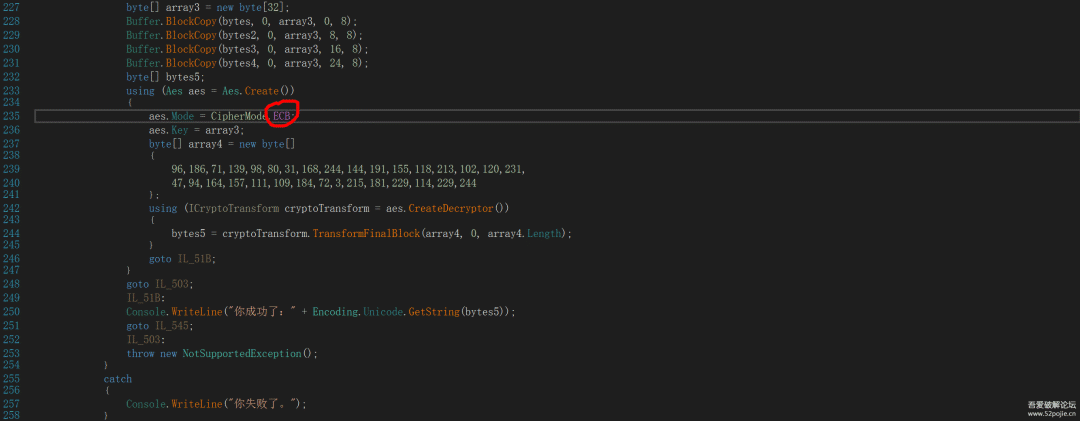 227 byte[] array3 = new byte[32];
228 Buffer.BlockCopy(bytes, 0, array3, 0, 8);
229 Buffer.BlockCopy(bytes2, 0, array3, 8, 8);
230 Buffer.BlockCopy(bytes3, 0, array3, 16, 8);
231 Buffer.BlockCopy(bytes4, 0, array3, 24, 8);
232 byte[] bytes5;
233 using (Aes aes = Aes.Create())
234 {
235 aes.Mode = CipherMode.ECB;
236 aes.Key = array3;
237 byte[] array4 = new byte[]
238 {
239 96,186,71,139,98,80,31,168,244,144,191,155,118,213,102,120,231,
240 47,94,164,157,111,109,184,72,3,215,181,229,114,229,244
241 };
242 using (ICryptoTransform cryptoTransform = aes.CreateDecryptor())
243 {
244 bytes5 = cryptoTransform.TransformFinalBlock(array4, 0, array4.Length);
245 }
246 goto IL_51B;
247 }
248 goto IL_503;
249 IL_51B:
250 Console.WriteLine("你成功了：" + Encoding.Unicode.GetString(bytes5));
251 goto IL_545;
252 IL_503:
253 throw new NotSupportedException();
254 }
255 catch
256 {
257 Console.WriteLine("你失败了。");
258 }
吾爱破解论坛
www.52pojie.cn